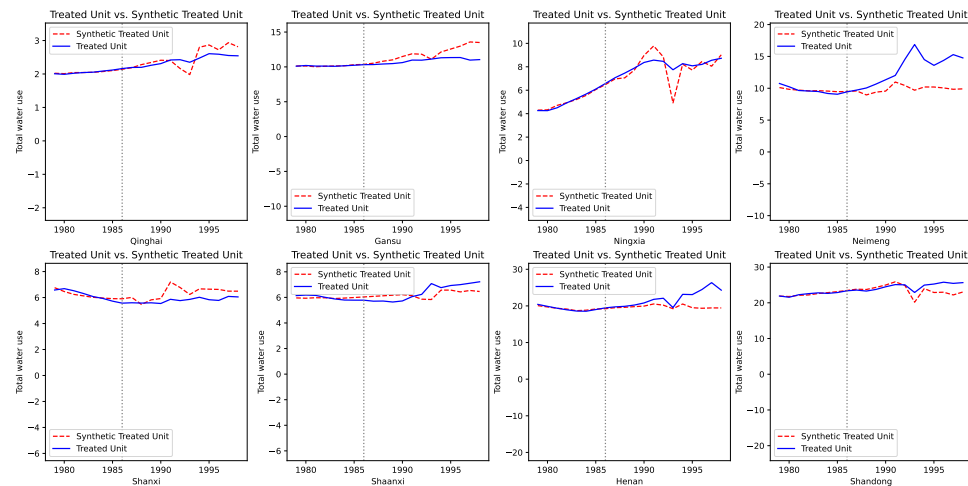 Treated Unit vs. Synthetic Treated Unit
Treated Unit vs. Synthetic Treated Unit
Treated Unit vs. Synthetic Treated Unit
Treated Unit vs. Synthetic Treated Unit
Total water use
3
2
1
0
−1
−2
Synthetic Treated Unit
Treated Unit
1980 1985 1990 1995
Qinghai
Total water use
15
10
5
0
−5
−10
Synthetic Treated Unit
Treated Unit
1980 1985 1990 1995
Gansu
Total water use
10
8
6
4
2
0
−2
−4
Synthetic Treated Unit
Treated Unit
1980 1985 1990 1995
Ningxia
Total water use
20
15
10
5
0
−5
−10
Synthetic Treated Unit
Treated Unit
1980 1985 1990 1995
Neimeng
Treated Unit vs. Synthetic Treated Unit
Treated Unit vs. Synthetic Treated Unit
Treated Unit vs. Synthetic Treated Unit
Treated Unit vs. Synthetic Treated Unit
Total water use
8
6
4
2
0
−2
−4
−6
Synthetic Treated Unit
Treated Unit
1980 1985 1990 1995
Shanxi
Total water use
8
6
4
2
0
−2
−4
−6
Synthetic Treated Unit
Treated Unit
1980 1985 1990 1995
Shaanxi
Total water use
30
20
10
0
−10
−20
Synthetic Treated Unit
Treated Unit
1980 1985 1990 1995
Henan
Total water use
30
20
10
0
−10
−20
Synthetic Treated Unit
Treated Unit
1980 1985 1990 1995
Shandong